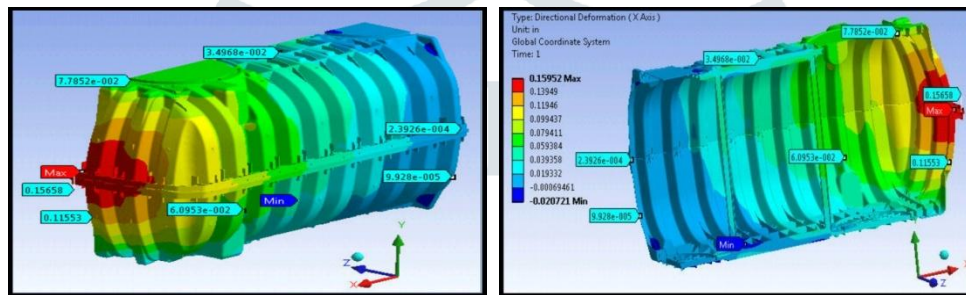 3.4968e-002
7.7852e-002
2.3926e-004
Max
0.15658
9.928e-005
Min
6.0953e-002
0.11553
Y
Z
X
Type: Directional Deformation ( X Axis )
Unit: in
Global Coordinate System
Time: 1
7.7852e-002
3.4968e-002
0.15952 Max
0.13949
0.11946
0.099437
0.079411
0.059384
0.039358
0.019332
-0.00069461
-0.020721 Min
0.15658
Max
2.3926e-004
6.0953e-002
0.11553
9.928e-005
Min
Y
X
Z